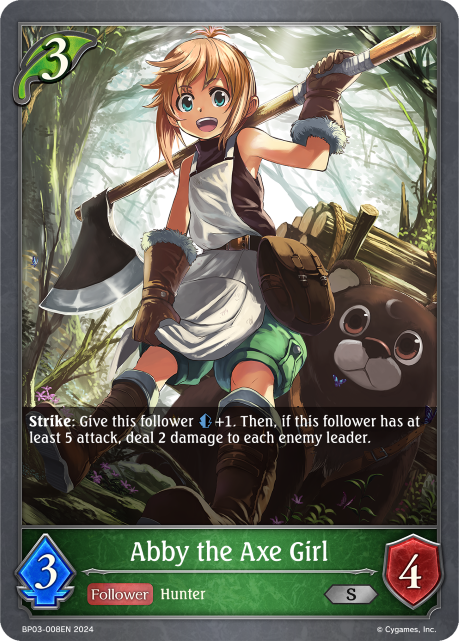 3
Strike: Give this follower +1. Then, if this follower has at
least 5 attack, deal 2 damage to each enemy leader.
Abby the Axe Girl
3
Follower Hunter
S
4
BP03-008EN 2024
© Cygames, Inc.